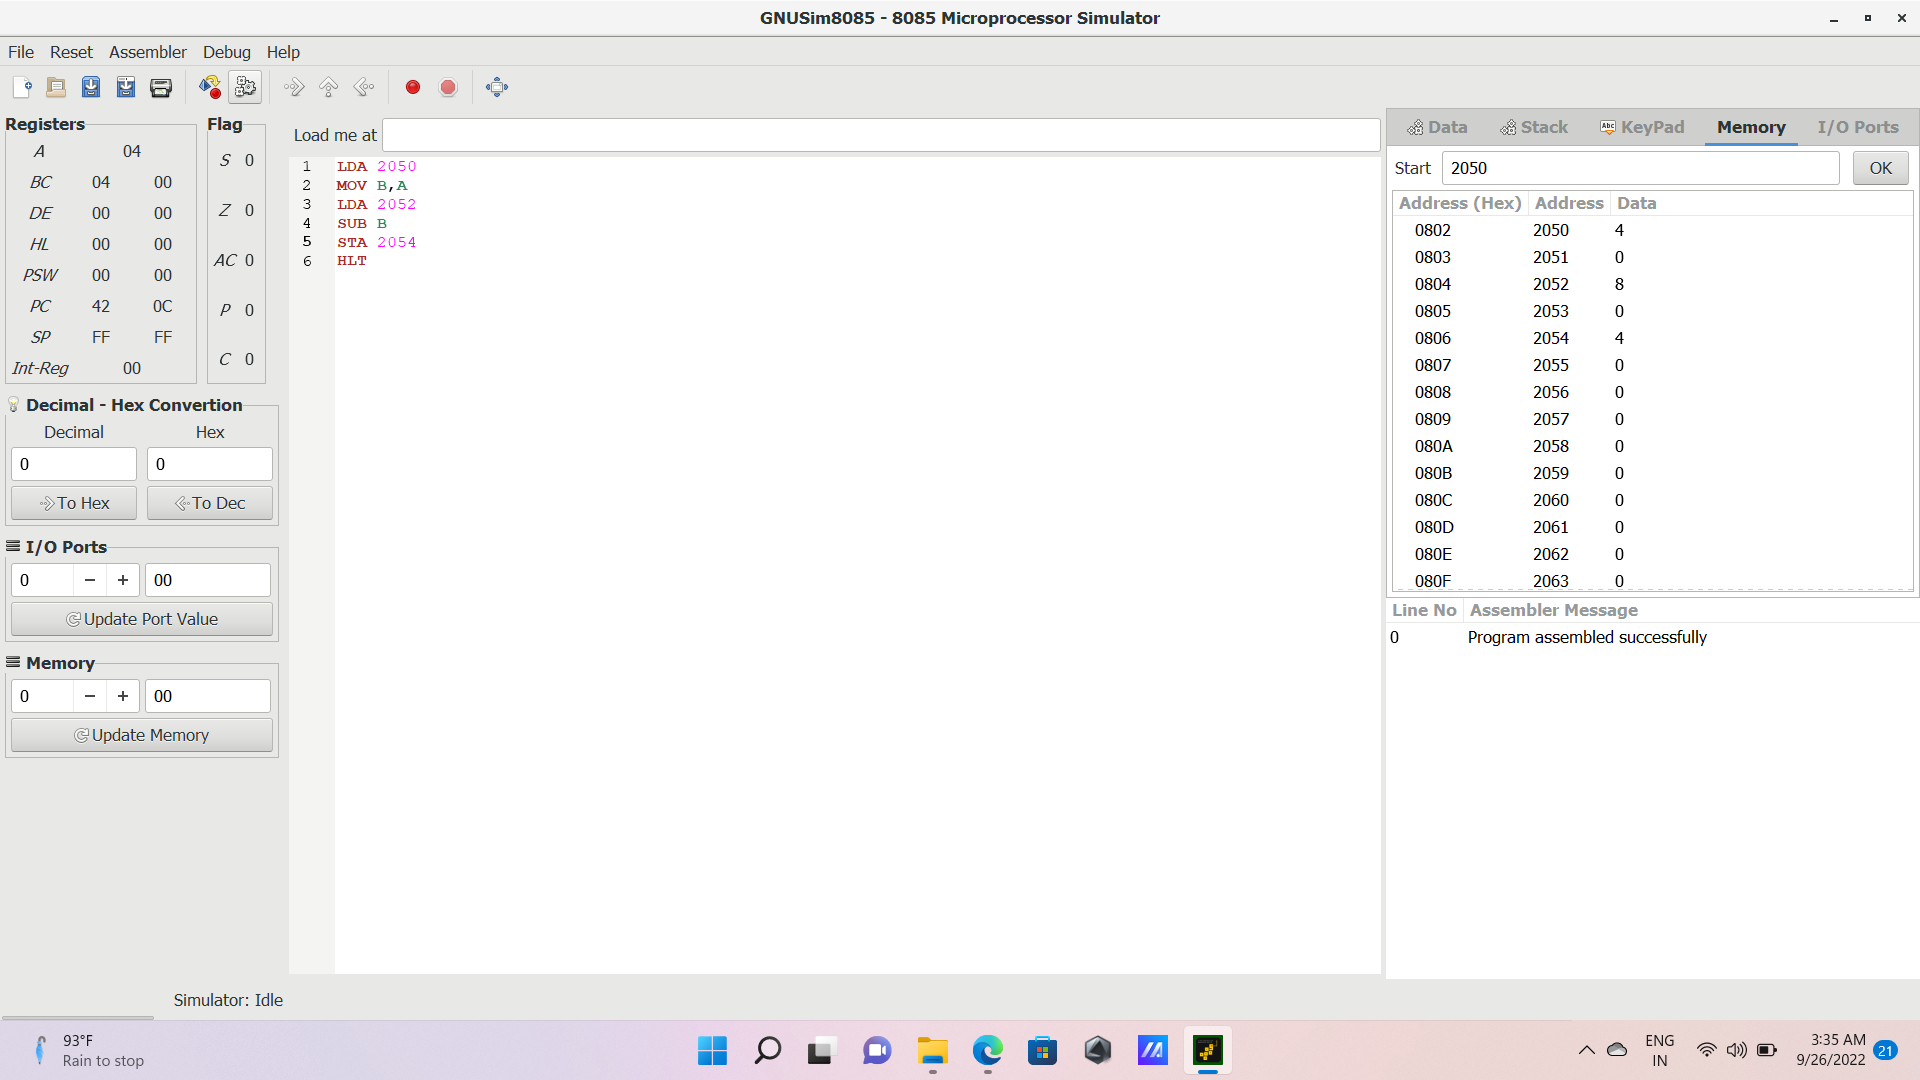 GNUSim8085 - 8085 Microprocessor Simulator
File Reset Assembler Debug Help
Registers
A 04
BC 04 00
DE 00 00
HL 00 00
PSW 00 00
PC 42 0C
SP FF FF
Int-Reg 00
Flag
S 0
Z 0
AC 0
P 0
C 0
Decimal - Hex Convertion
Decimal Hex
0 0
To Hex To Dec
I/O Ports
0 − + 00
Update Port Value
Memory
0 − + 00
Update Memory
Load me at
1 LDA 2050
2 MOV B,A
3 LDA 2052
4 SUB B
5 STA 2054
6 HLT
Data Stack Abc KeyPad Memory I/O Ports
Start 2050 OK
Address (Hex) Address Data
0802 2050 4
0803 2051 0
0804 2052 8
0805 2053 0
0806 2054 4
0807 2055 0
0808 2056 0
0809 2057 0
080A 2058 0
080B 2059 0
080C 2060 0
080D 2061 0
080E 2062 0
080F 2063 0
Line No Assembler Message
0 Program assembled successfully
Simulator: Idle
93°F
Rain to stop
ENG
IN
3:35 AM
9/26/2022
21